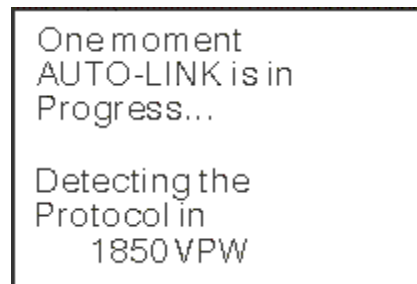 One moment
AUTO-LINK is in
Progress...
Detecting the
Protocol in
1850 VPW